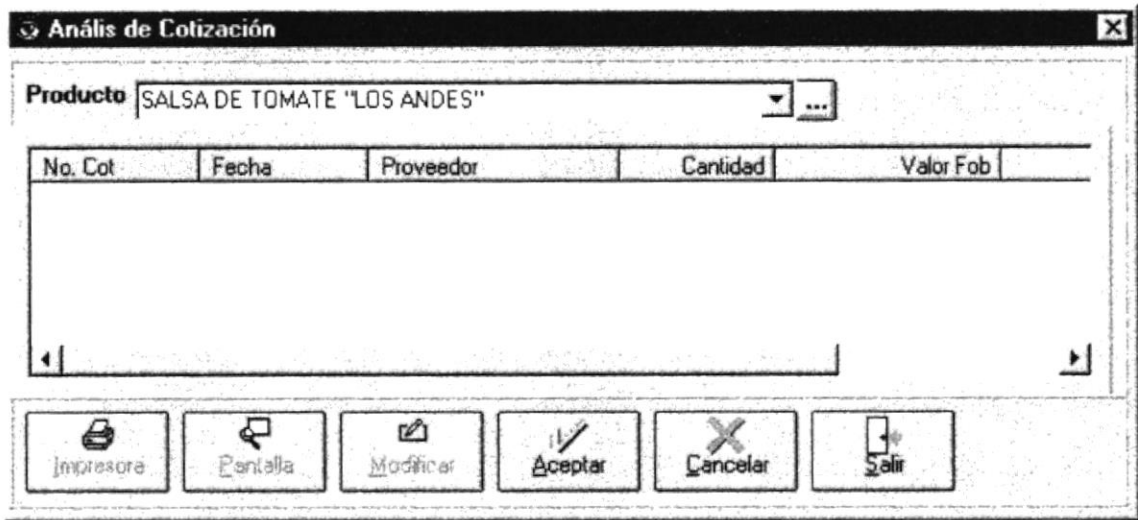 Anális de Cotización
Producto SALSA DE TOMATE "LOS ANDES" ...
No. Cot Fecha Proveedor Cantidad Valor Fob
Impresora Pantalla Modificar Aceptar Cancelar Salir